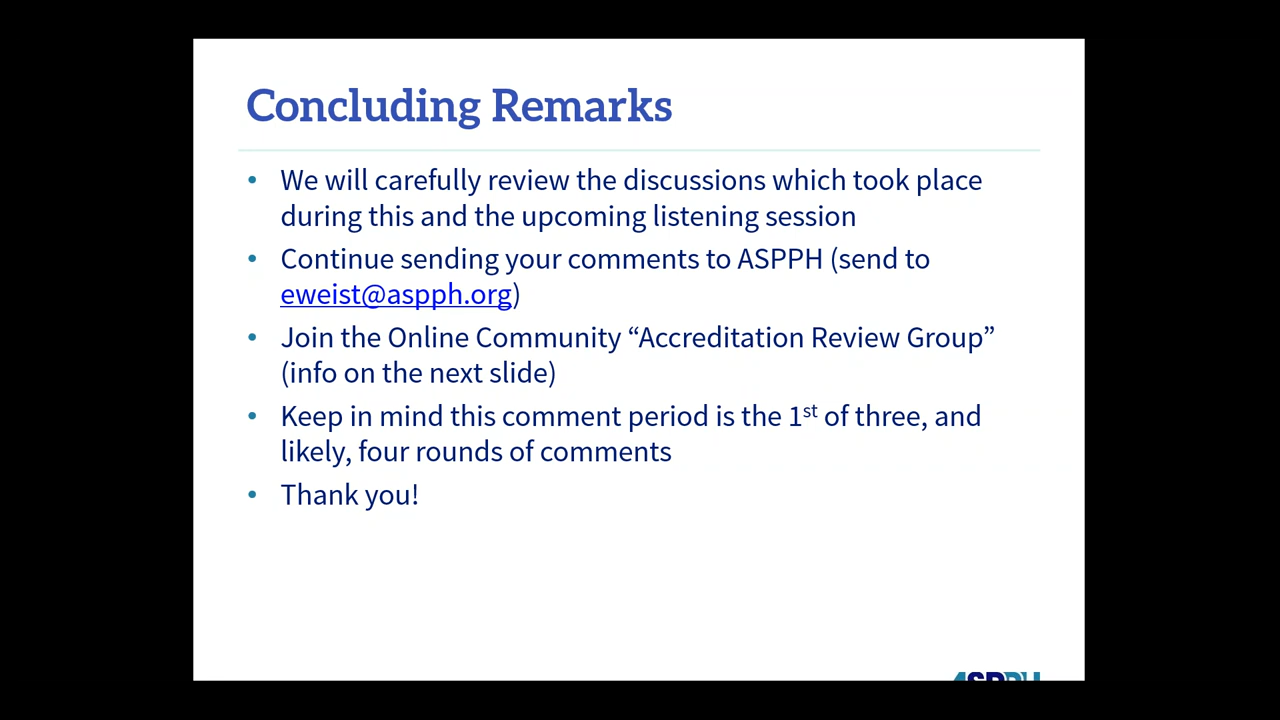 Concluding Remarks
• We will carefully review the discussions which took place
during this and the upcoming listening session
• Continue sending your comments to ASPPH (send to
eweist@aspph.org)
• Join the Online Community “Accreditation Review Group”
(info on the next slide)
• Keep in mind this comment period is the 1st of three, and
likely, four rounds of comments
• Thank you!
ASPPH